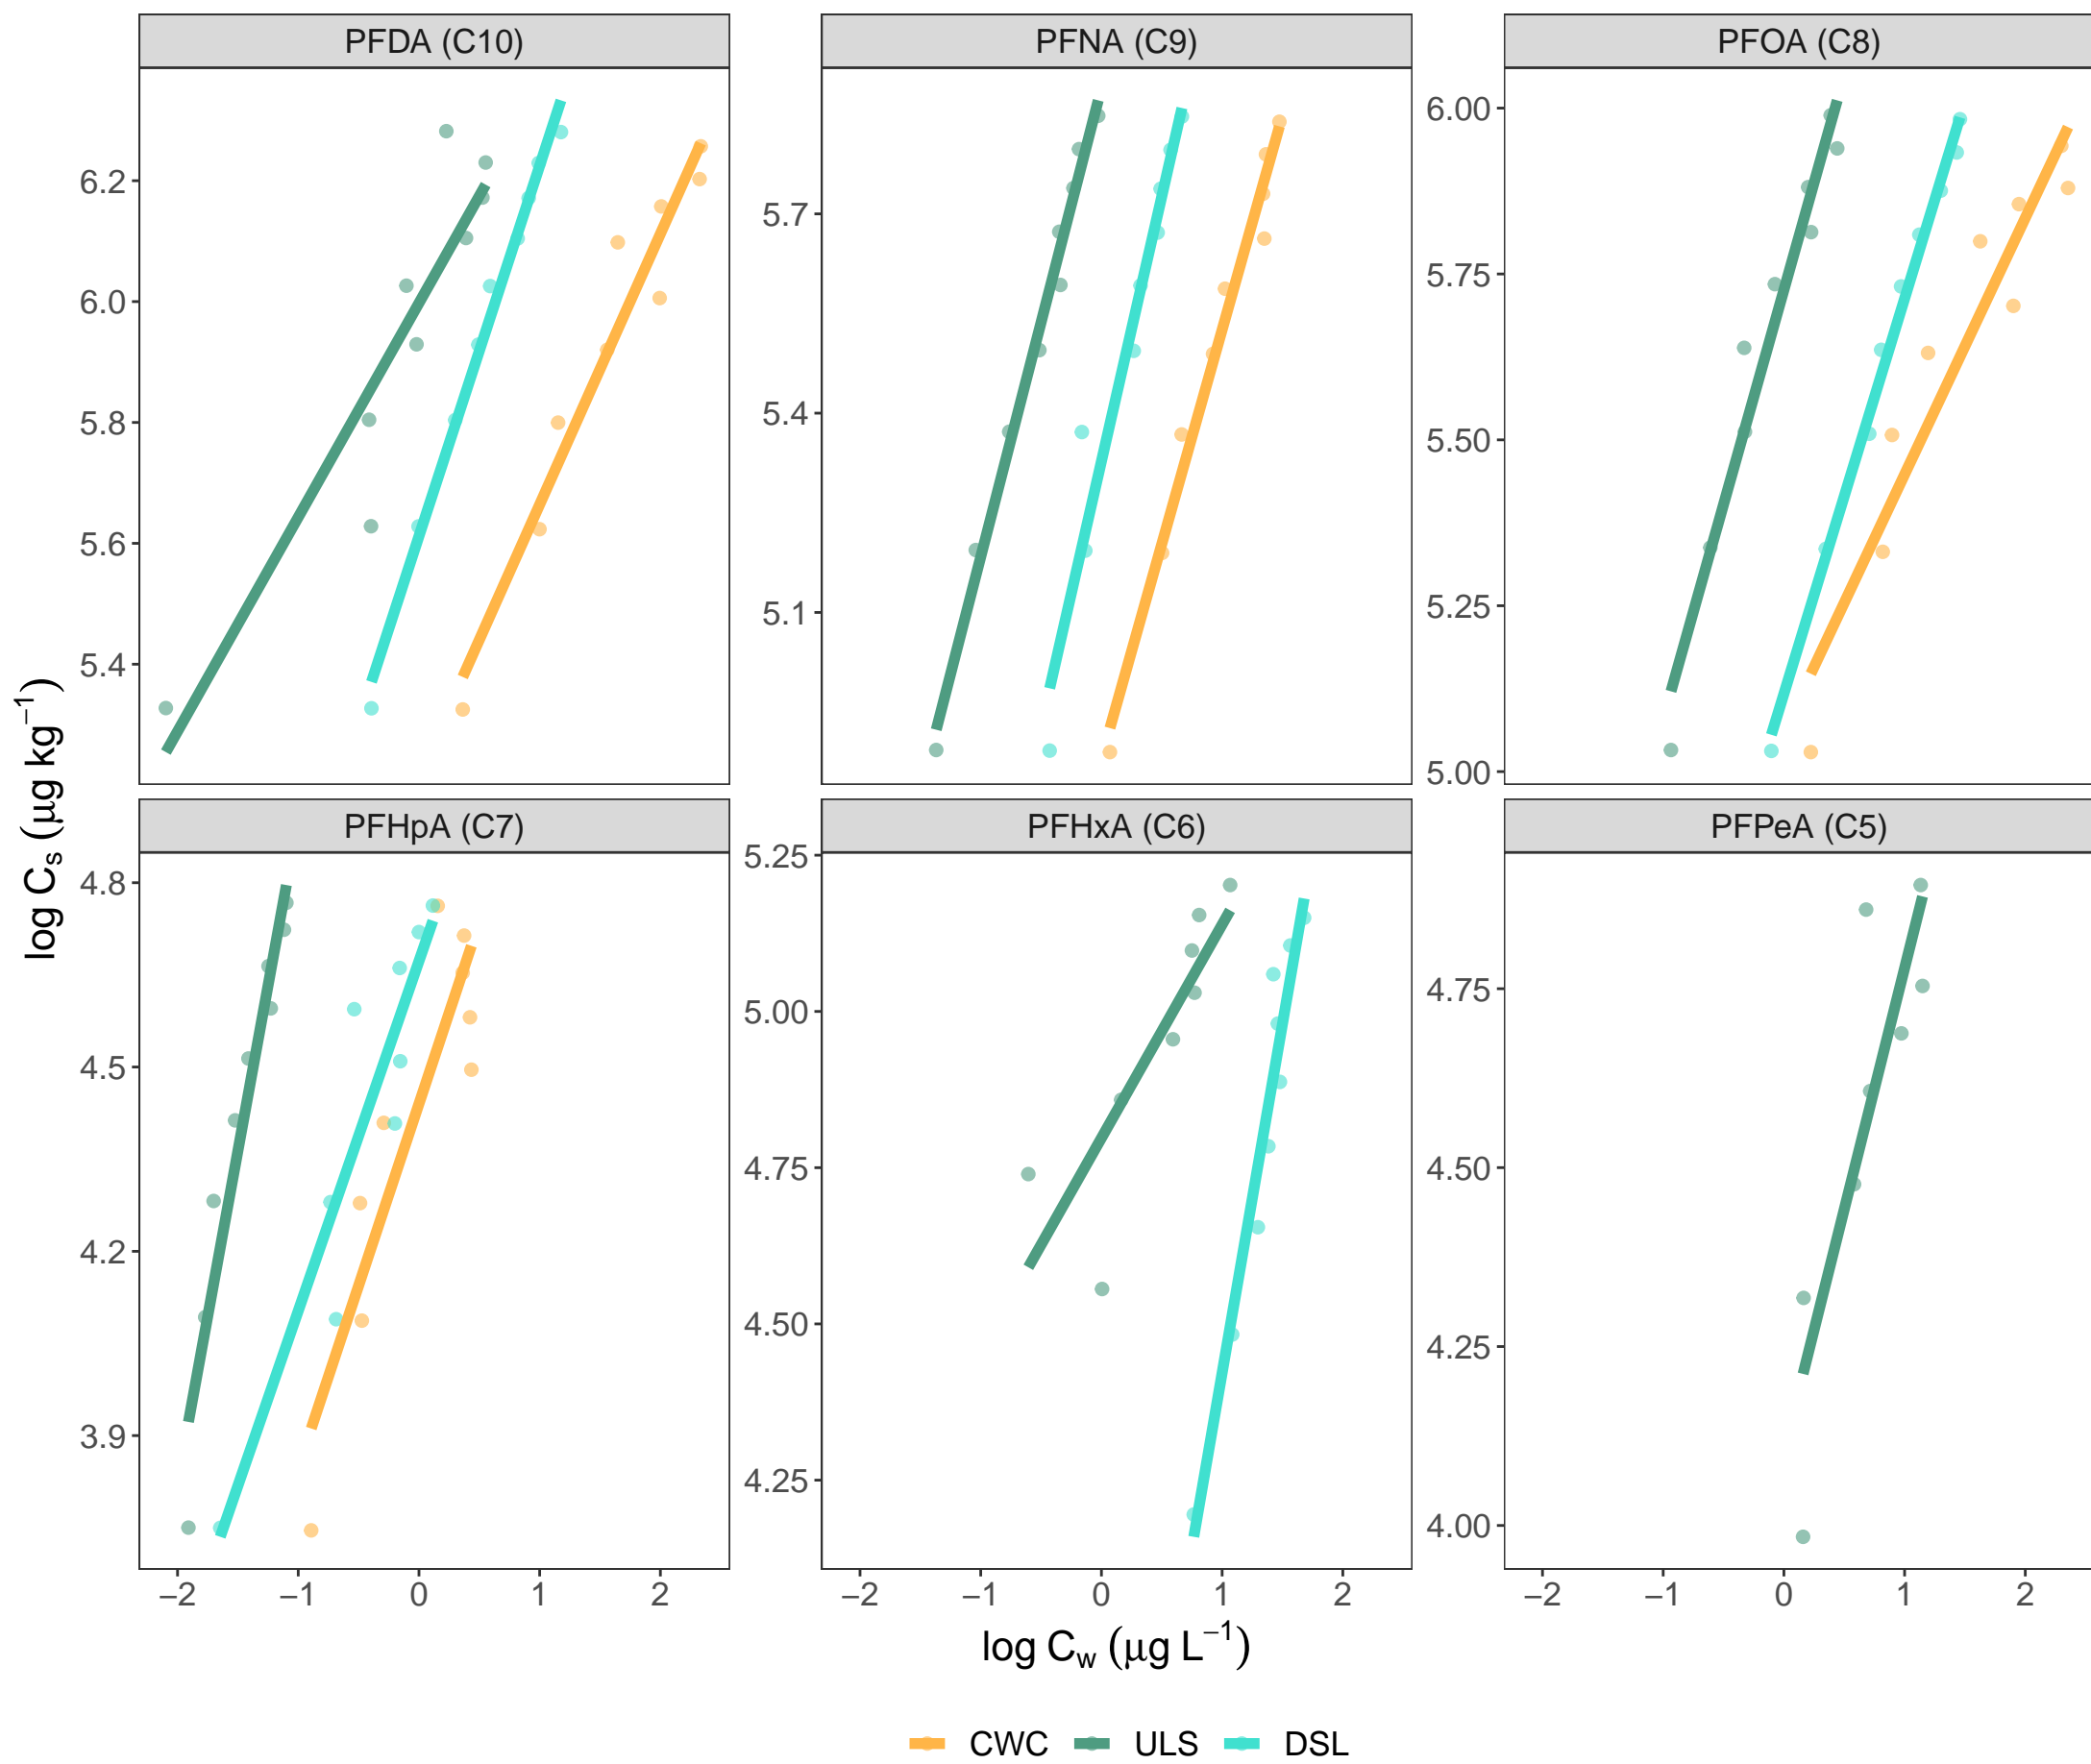 PFDA (C10)
PFNA (C9)
PFOA (C8)
6.2
6.0
5.8
5.6
5.4
5.7
5.4
5.1
6.00
5.75
5.50
5.25
5.00
PFHpA (C7)
PFHxA (C6)
PFPeA (C5)
4.8
4.5
4.2
3.9
5.25
5.00
4.75
4.50
4.25
4.75
4.50
4.25
4.00
−2 −1 0 1 2
−2 −1 0 1 2
−2 −1 0 1 2
log Cs (μg kg−1)
log Cw (μg L−1)
CWC ULS DSL